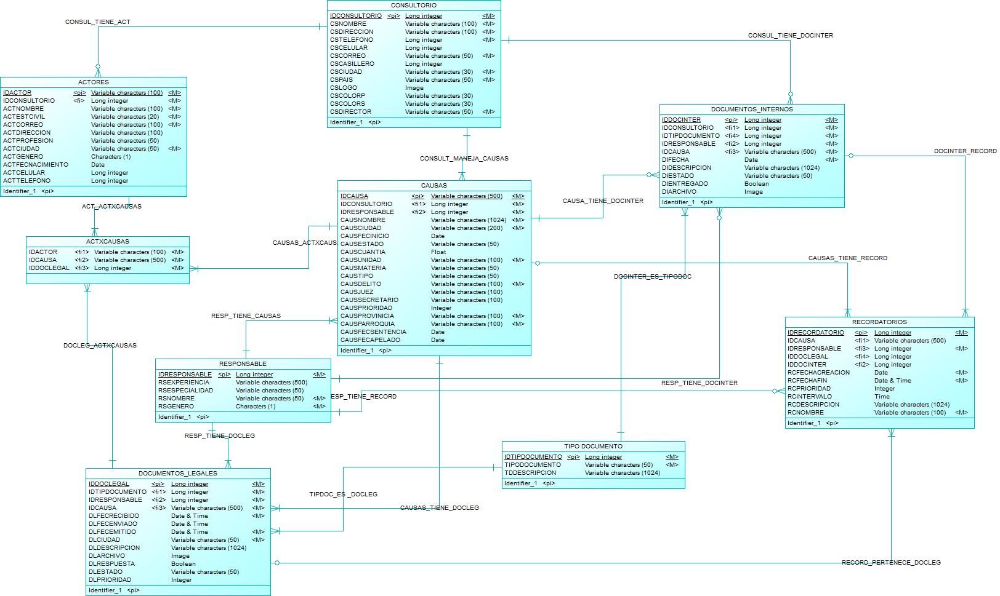 CONSULTORIO
IDCONSULTORIO <pi> Long integer <M>
CSNOMBRE Variable characters (100) <M>
CSDIRECCION Variable characters (100) <M>
CSTELEFONO Long integer <M>
CSCELULAR Long integer
CSCORREO Variable characters (50) <M>
CSCASILLERO Long integer
CSCIUDAD Variable characters (30) <M>
CSPAIS Variable characters (50) <M>
CSLOGO Image
CSCOLORP Variable characters (30)
CSCOLORS Variable characters (30)
CSDIRECTOR Variable characters (50) <M>
Identifier_1 <pi>
CONSUL_TIENE_ACT
CONSUL_TIENE_DOCINTER
ACTORES
IDACTOR <pi> Variable characters (100) <M>
IDCONSULTORIO <fi> Long integer <M>
ACTNOMBRE Variable characters (100) <M>
ACTESTCIVIL Variable characters (20) <M>
ACTCORREO Variable characters (100) <M>
ACTDIRECCION Variable characters (100)
ACTPROFESION Variable characters (50)
ACTCIUDAD Variable characters (50) <M>
ACTGENERO Characters (1)
ACTFECNACIMIENTO Date
ACTCELULAR Long integer
ACTTELEFONO Long integer
Identifier_1 <pi>
DOCUMENTOS_INTERNOS
IDDOCINTER <pi> Long integer <M>
IDCONSULTORIO <fi1> Long integer <M>
IDTIPDOCUMENTO <fi4> Long integer <M>
IDRESPONSABLE <fi2> Long integer <M>
IDCAUSA <fi3> Variable characters (500) <M>
DIFECHA Date <M>
DIDESCRIPCION Variable characters (1024)
DIESTADO Variable characters (50)
DIENTREGADO Boolean
DIARCHIVO Image
Identifier_1 <pi>
DOCINTER_RECORD
CONSULT_MANEJA_CAUSAS
CAUSA_TIENE_DOCINTER
ACT_ACTXCAUSAS
CAUSAS
IDCAUSA <pi> Variable characters (500) <M>
IDCONSULTORIO <fi1> Long integer <M>
IDRESPONSABLE <fi2> Long integer <M>
CAUSNOMBRE Variable characters (1024) <M>
CAUSCIUDAD Variable characters (200) <M>
CAUSFECINICIO Date
CAUSESTADO Variable characters (50)
CAUSCUANTIA Float
CAUSUNIDAD Variable characters (100) <M>
CAUSMATERIA Variable characters (50)
CAUSTIPO Variable characters (50)
CAUSDELITO Variable characters (100) <M>
CAUSJUEZ Variable characters (100)
CAUSSECRETARIO Variable characters (100)
CAUSPRIORIDAD Integer
CAUSPROVINICIA Variable characters (100) <M>
CAUSPARROQUIA Variable characters (100) <M>
CAUSFECSENTENCIA Date
CAUSFECAPELADO Date
Identifier_1 <pi>
ACTXCAUSAS
IDACTOR <fi1> Variable characters (100) <M>
IDCAUSA <fi2> Variable characters (500) <M>
IDDOCLEGAL <fi3> Long integer <M>
CAUSAS_ACTXCAUS
CAUSAS_TIENE_RECORD
DOCINTER_ES_TIPODOC
RESP_TIENE_CAUSAS
DOCLEG_ACTXCAUSAS
RECORDATORIOS
IDRECORDATORIO <pi> Long integer <M>
IDCAUSA <fi1> Variable characters (500)
IDRESPONSABLE <fi3> Long integer <M>
IDDOCLEGAL <fi4> Long integer
IDDOCINTER <fi2> Long integer
RCFECHACREACION Date <M>
RCFECHAFIN Date & Time <M>
RCPRIORIDAD Integer
RCINTERVALO Time
RCDESCRIPCION Variable characters (1024)
RCNOMBRE Variable characters (100) <M>
Identifier_1 <pi>
RESPONSABLE
IDRESPONSABLE <pi> Long integer <M>
RSEXPERIENCIA Variable characters (500)
RSESPECIALIDAD Variable characters (50)
RSNOMBRE Variable characters (50) <M>
RSGENERO Characters (1) <M>
Identifier_1 <pi>
RESP_TIENE_DOCINTER
ESP_TIENE_RECORD
RESP_TIENE_DOCLEG
TIPO DOCUMENTO
IDTIPDOCUMENTO <pi> Long integer <M>
TIPODOCUMENTO Variable characters (50) <M>
TDDESCRIPCION Variable characters (1024)
Identifier_1 <pi>
DOCUMENTOS_LEGALES
IDDOCLEGAL <pi> Long integer <M>
IDTIPDOCUMENTO <fi1> Long integer <M>
IDRESPONSABLE <fi2> Long integer <M>
IDCAUSA <fi3> Variable characters (500) <M>
DLFECRECIBIDO Date & Time <M>
DLFECENVIADO Date & Time
DLFECEMITIDO Date & Time <M>
DLCIUDAD Variable characters (50) <M>
DLDESCRIPCION Variable characters (1024)
DLARCHIVO Image
DLRESPUESTA Boolean
DLESTADO Variable characters (50)
DLPRIORIDAD Integer
Identifier_1 <pi>
TIPDOC_ES _DOCLEG
CAUSAS_TIENE_DOCLEG
RECORD_PERTENECE_DOCLEG